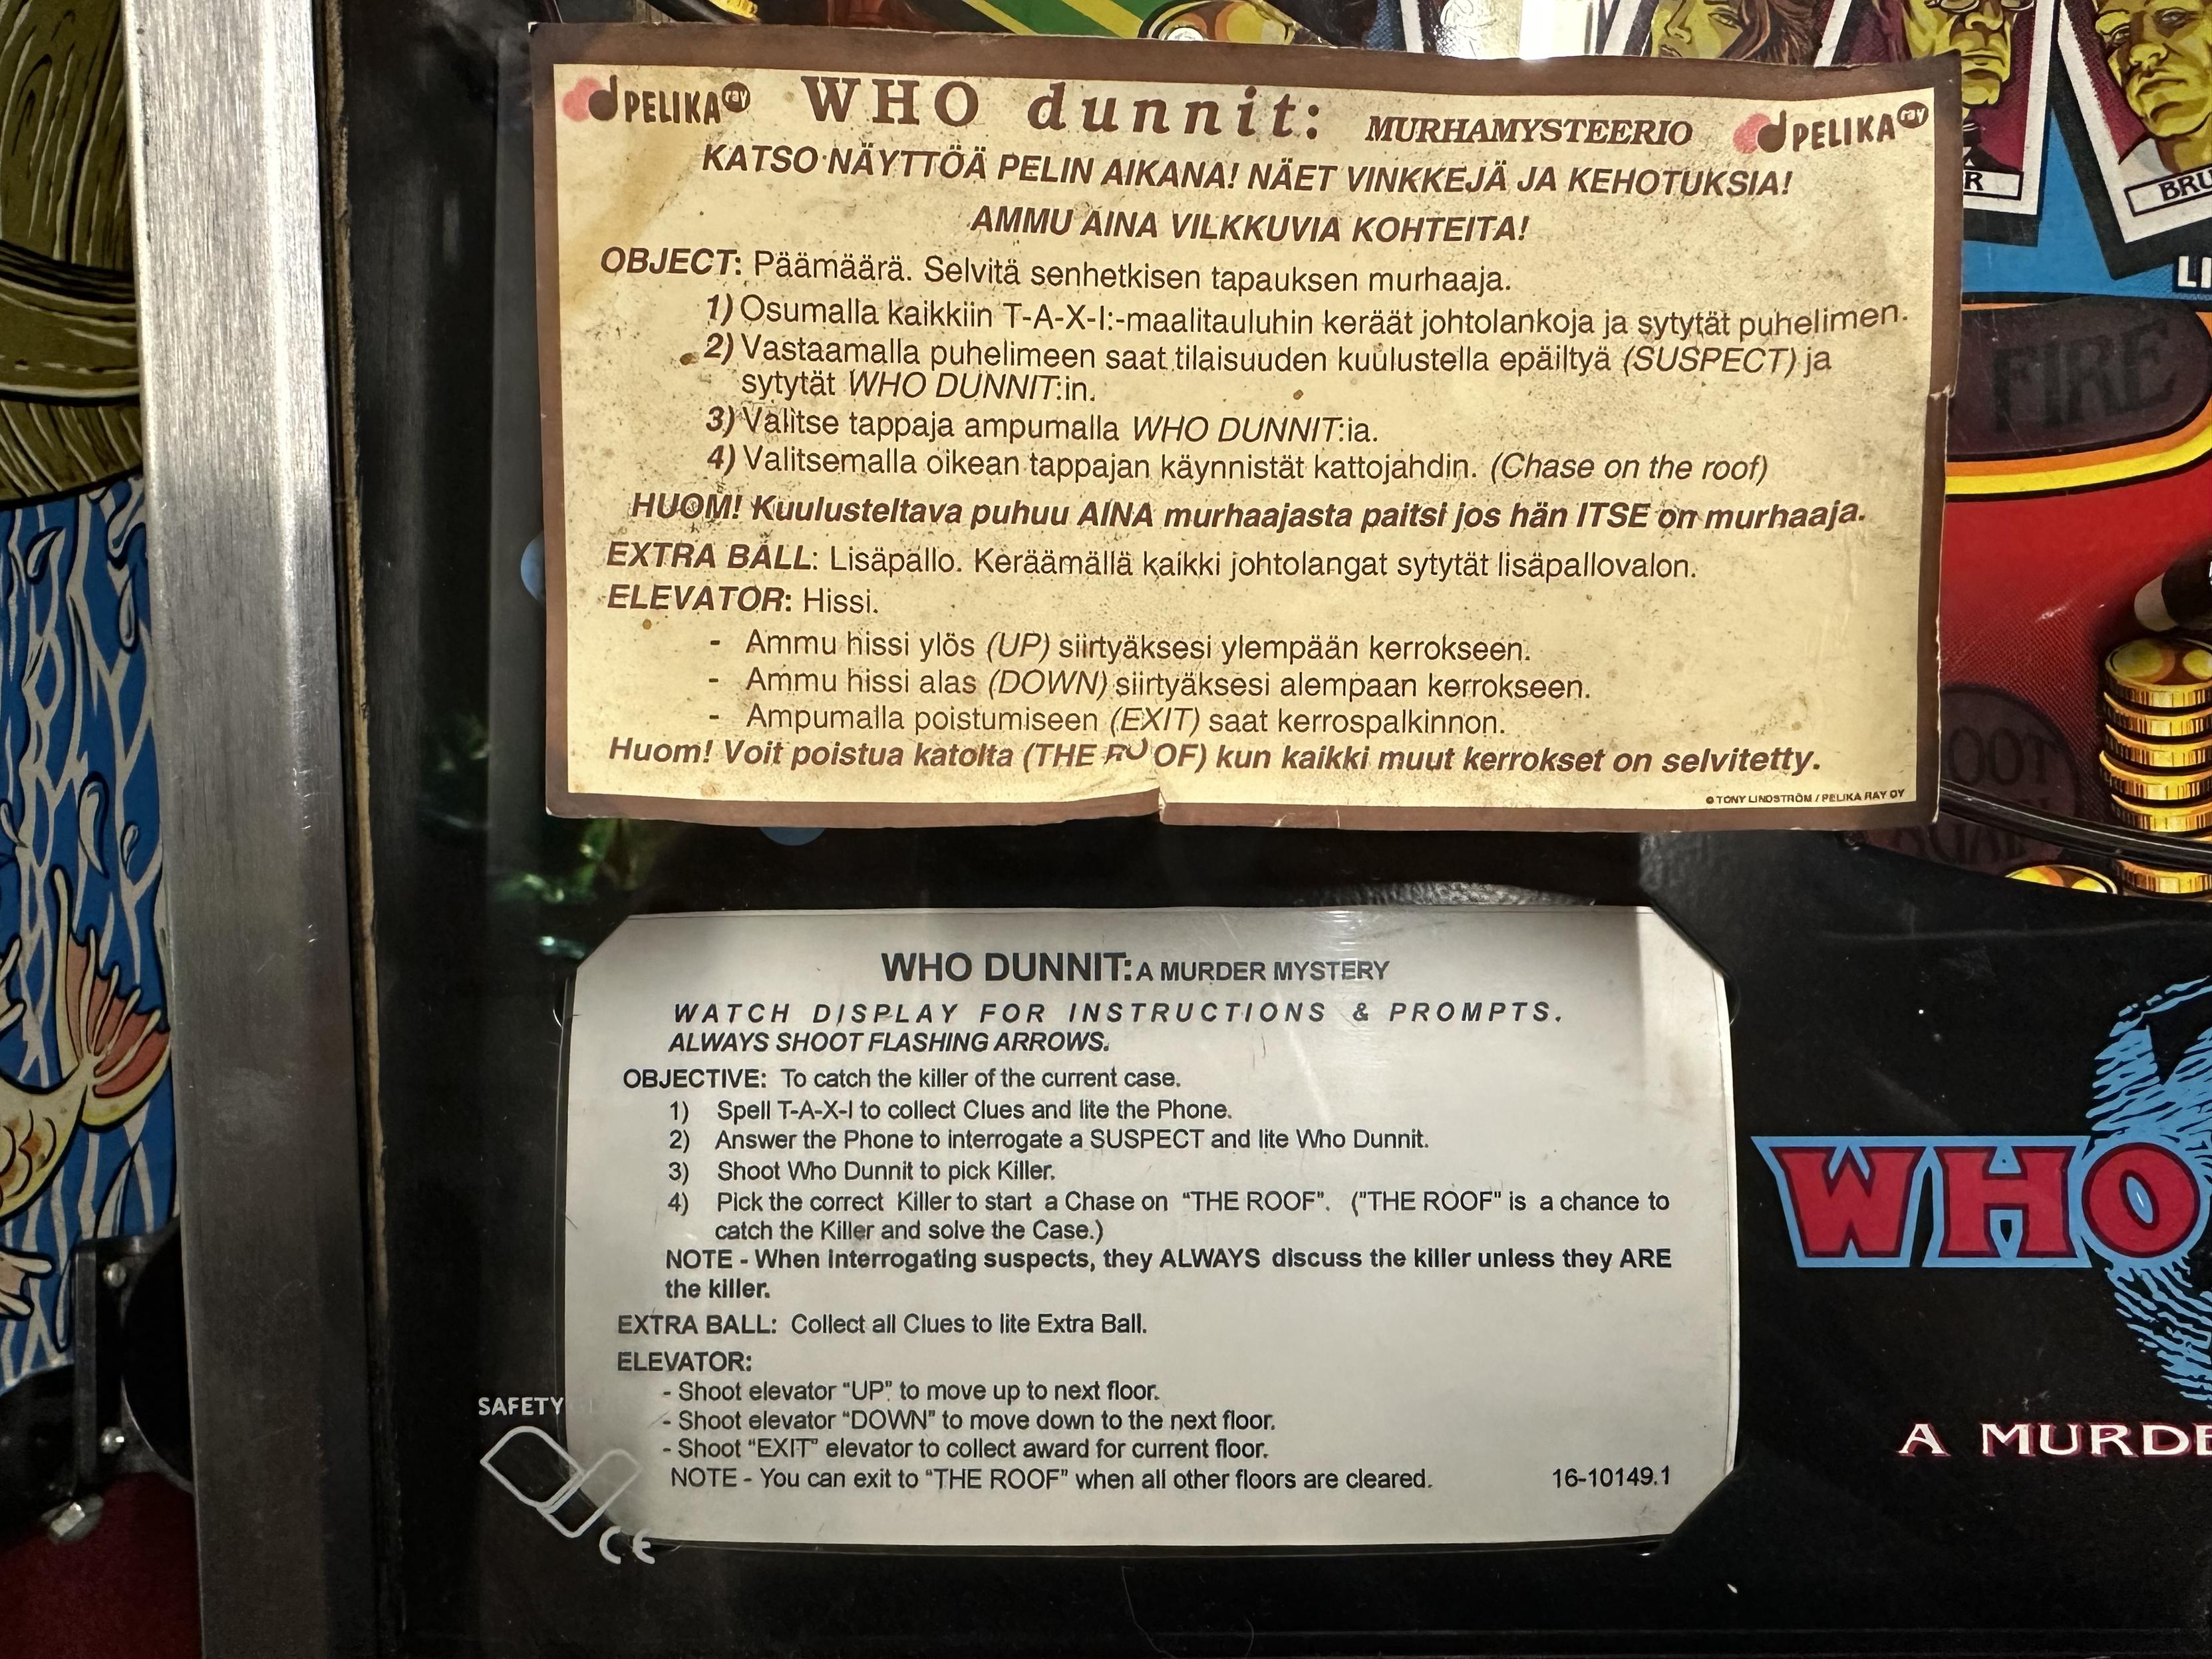 PELIKA ray WHO dunnit: MURHAMYSTEERIO PELIKA ray
KATSO NÄYTTÖÄ PELIN AIKANA! NÄET VINKKEJÄ JA KEHOTUKSIA!
AMMU AINA VILKKUVIA KOHTEITA!
OBJECT: Päämäärä. Selvitä senhetkisen tapauksen murhaaja.
1) Osumalla kaikkiin T-A-X-I:-maalitauluhin keräät johtolankoja ja sytytät puhelimen.
2) Vastaamalla puhelimeen saat tilaisuuden kuulustella epäiltyä (SUSPECT) ja
sytytät WHO DUNNIT:in.
3) Valitse tappaja ampumalla WHO DUNNIT:ia.
4) Valitsemalla oikean tappajan käynnistät kattojahdin. (Chase on the roof)
HUOM! Kuulusteltava puhuu AINA murhaajasta paitsi jos hän ITSE on murhaaja.
EXTRA BALL: Lisäpallo. Keräämällä kaikki johtolangat sytytät lisäpallovalon.
ELEVATOR: Hissi.
- Ammu hissi ylös (UP) siirtyäksesi ylempään kerrokseen.
- Ammu hissi alas (DOWN) siirtyäksesi alempaan kerrokseen.
- Ampumalla poistumiseen (EXIT) saat kerrospalkinnon.
Huom! Voit poistua katolta (THE ROOF) kun kaikki muut kerrokset on selvitetty.
© TONY LINDSTRÖM / PELIKA RAY OY
FIRE
WHO DUNNIT: A MURDER MYSTERY
WATCH DISPLAY FOR INSTRUCTIONS & PROMPTS.
ALWAYS SHOOT FLASHING ARROWS.
OBJECTIVE: To catch the killer of the current case.
1) Spell T-A-X-I to collect Clues and lite the Phone.
2) Answer the Phone to interrogate a SUSPECT and lite Who Dunnit.
3) Shoot Who Dunnit to pick Killer.
4) Pick the correct Killer to start a Chase on "THE ROOF". ("THE ROOF" is a chance to
catch the Killer and solve the Case.)
NOTE - When interrogating suspects, they ALWAYS discuss the killer unless they ARE
the killer.
EXTRA BALL: Collect all Clues to lite Extra Ball.
ELEVATOR:
- Shoot elevator "UP" to move up to next floor.
- Shoot elevator "DOWN" to move down to the next floor.
- Shoot "EXIT" elevator to collect award for current floor.
NOTE - You can exit to "THE ROOF" when all other floors are cleared. 16-10149.1
SAFETY
CE
WHO
A MURDE